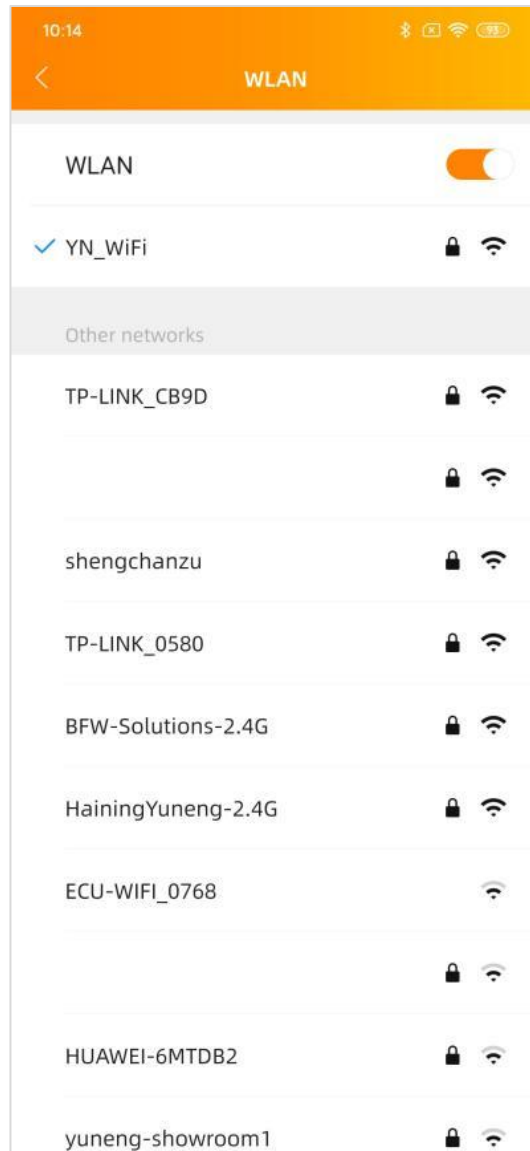 10:14
93
WLAN
WLAN
YN_WiFi
Other networks
TP-LINK_CB9D
shengchanzu
TP-LINK_0580
BFW-Solutions-2.4G
HainingYuneng-2.4G
ECU-WIFI_0768
HUAWEI-6MTDB2
yuneng-showroom1